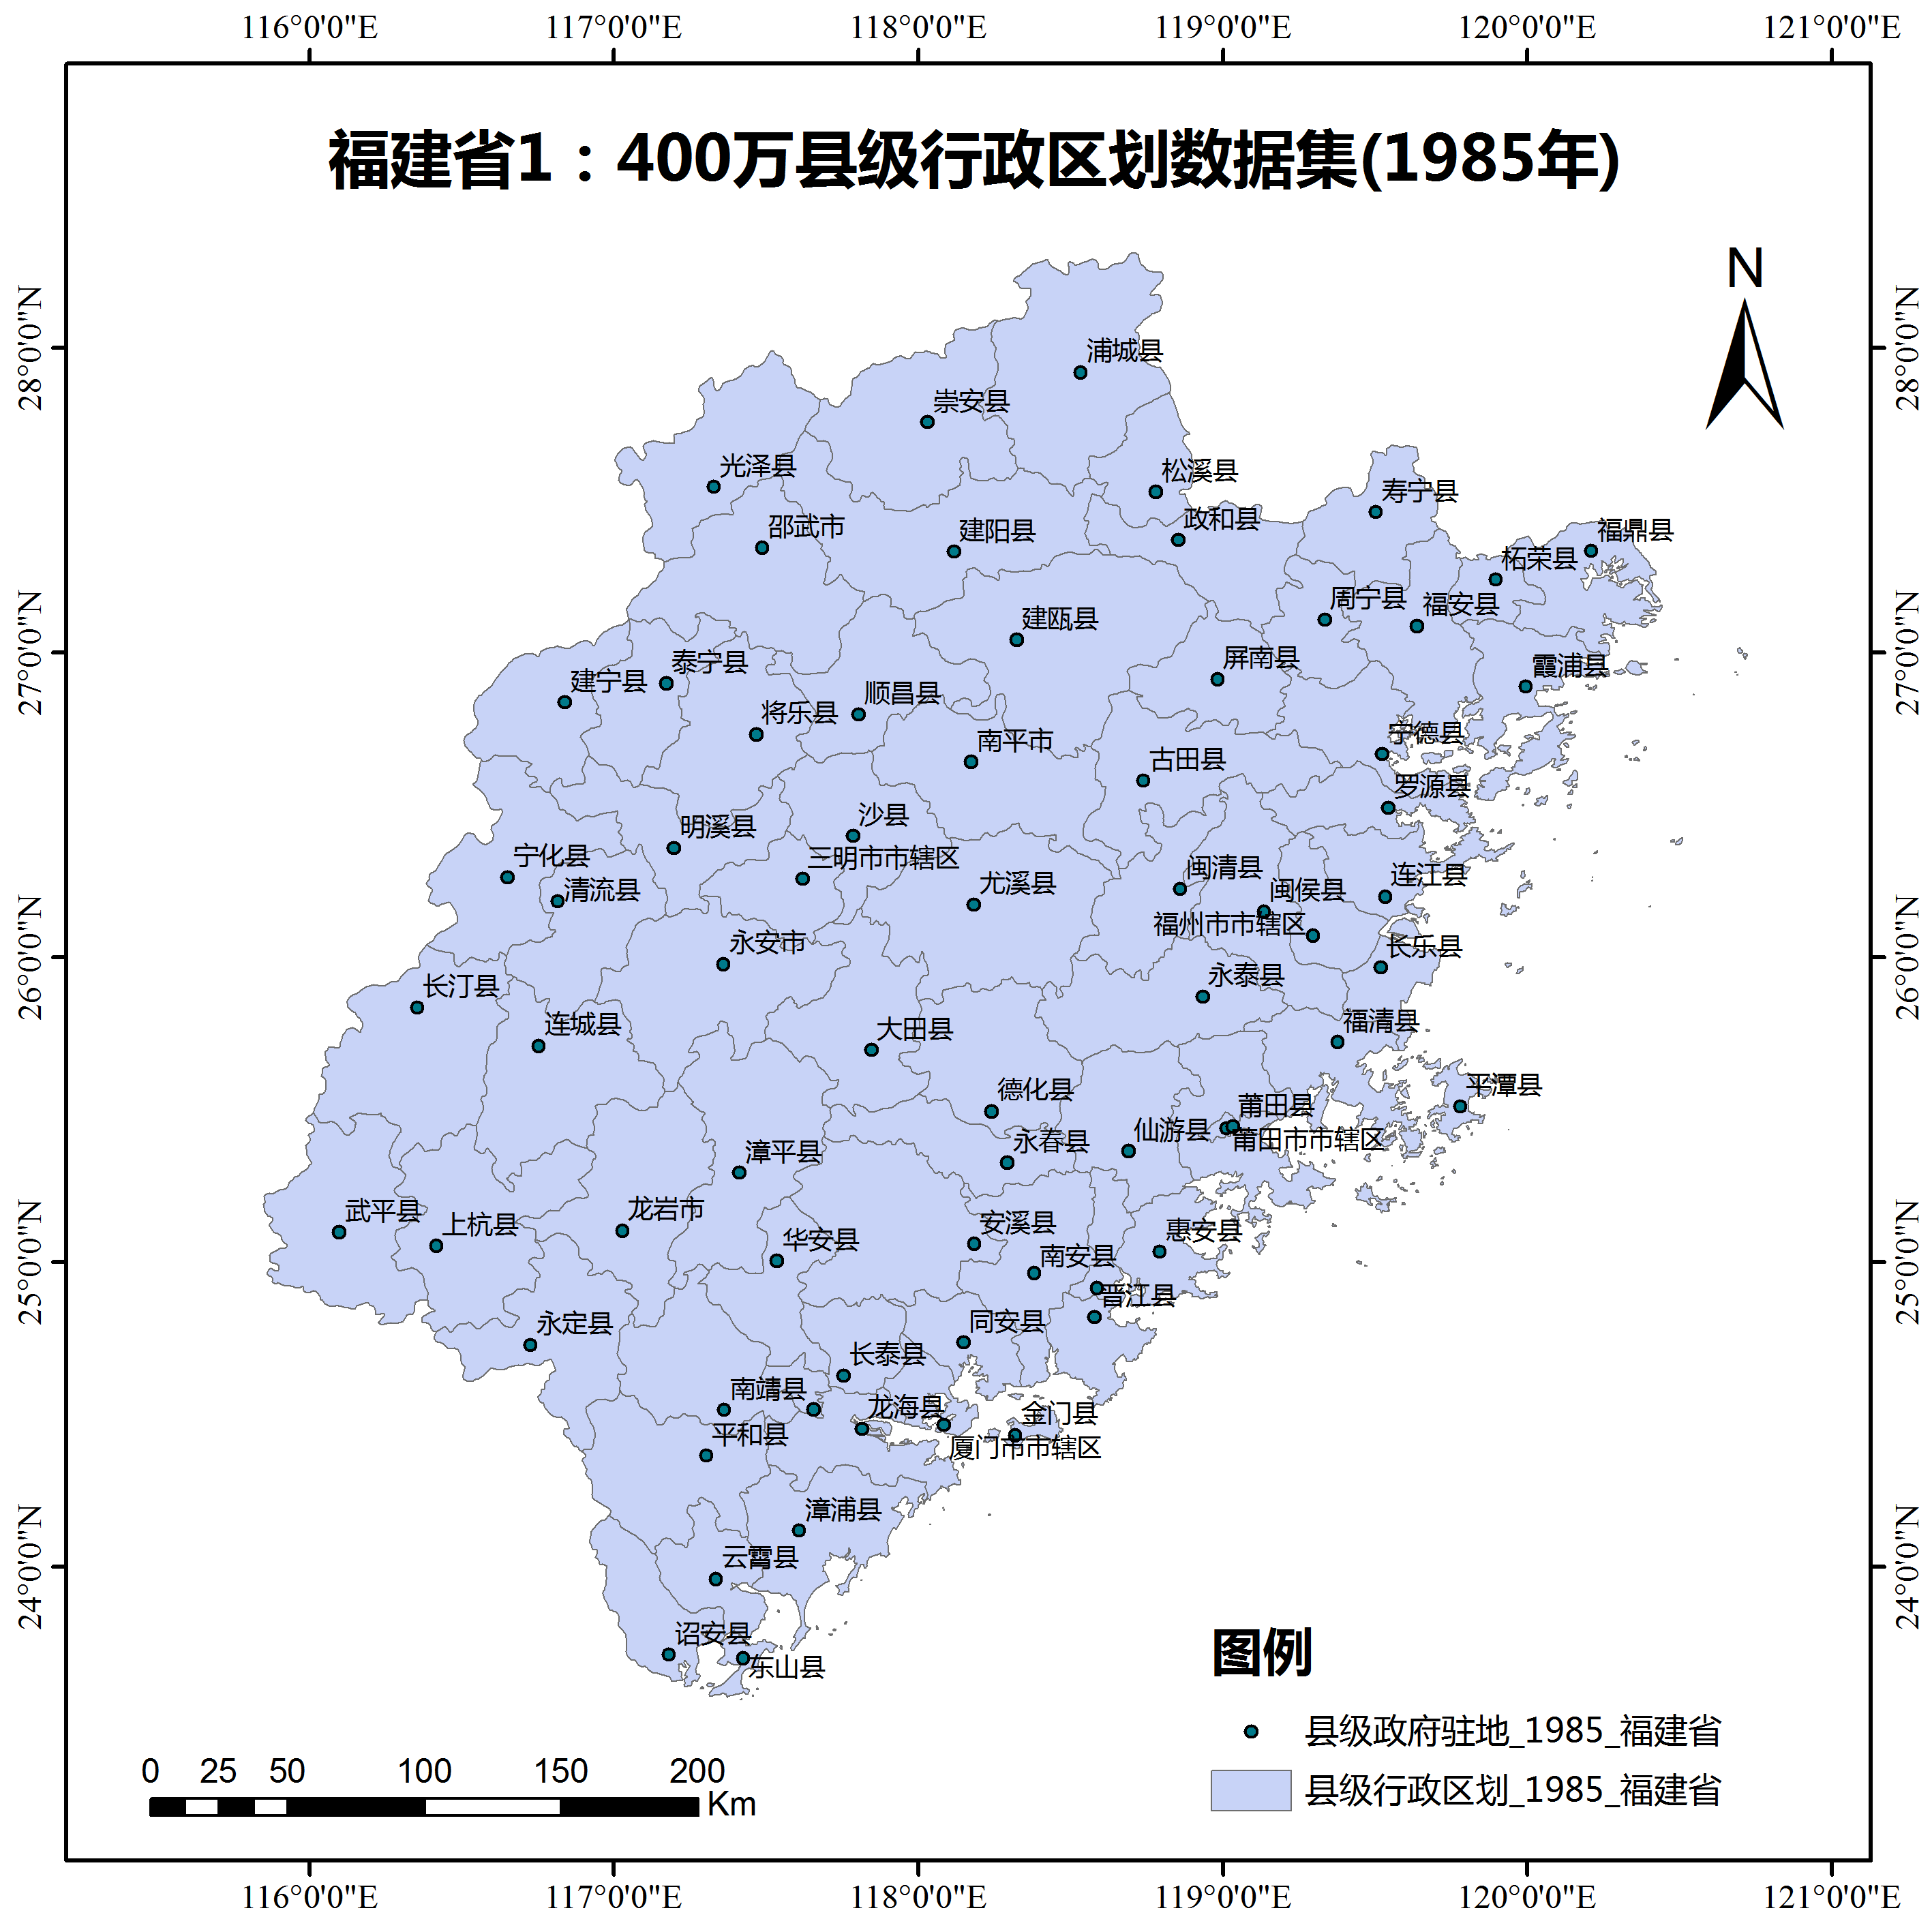 116°0'0"E 117°0'0"E 118°0'0"E 119°0'0"E 120°0'0"E 121°0'0"E
福建省1：400万县级行政区划数据集(1985年)
N
28°0'0"N
28°0'0"N
27°0'0"N
27°0'0"N
26°0'0"N
26°0'0"N
25°0'0"N
25°0'0"N
24°0'0"N
24°0'0"N
浦城县
崇安县
光泽县
松溪县
寿宁县
政和县
邵武市
建阳县
福鼎县
柘荣县
周宁县
福安县
建瓯县
屏南县
泰宁县
霞浦县
建宁县
顺昌县
将乐县
宁德县
南平市
古田县
罗源县
沙县
明溪县
宁化县
三明市市辖区
闽清县
连江县
尤溪县
清流县
闽侯县
福州市市辖区
永安市
长乐县
永泰县
长汀县
连城县
福清县
大田县
平潭县
德化县
莆田县
仙游县
莆田市市辖区
永春县
漳平县
武平县
龙岩市
上杭县
安溪县
惠安县
华安县
南安县
晋江县
永定县
同安县
长泰县
南靖县
龙海县
金门县
平和县
厦门市市辖区
漳浦县
云霄县
诏安县
东山县
图例
县级政府驻地_1985_福建省
县级行政区划_1985_福建省
0 25 50 100 150 200
Km
116°0'0"E 117°0'0"E 118°0'0"E 119°0'0"E 120°0'0"E 121°0'0"E